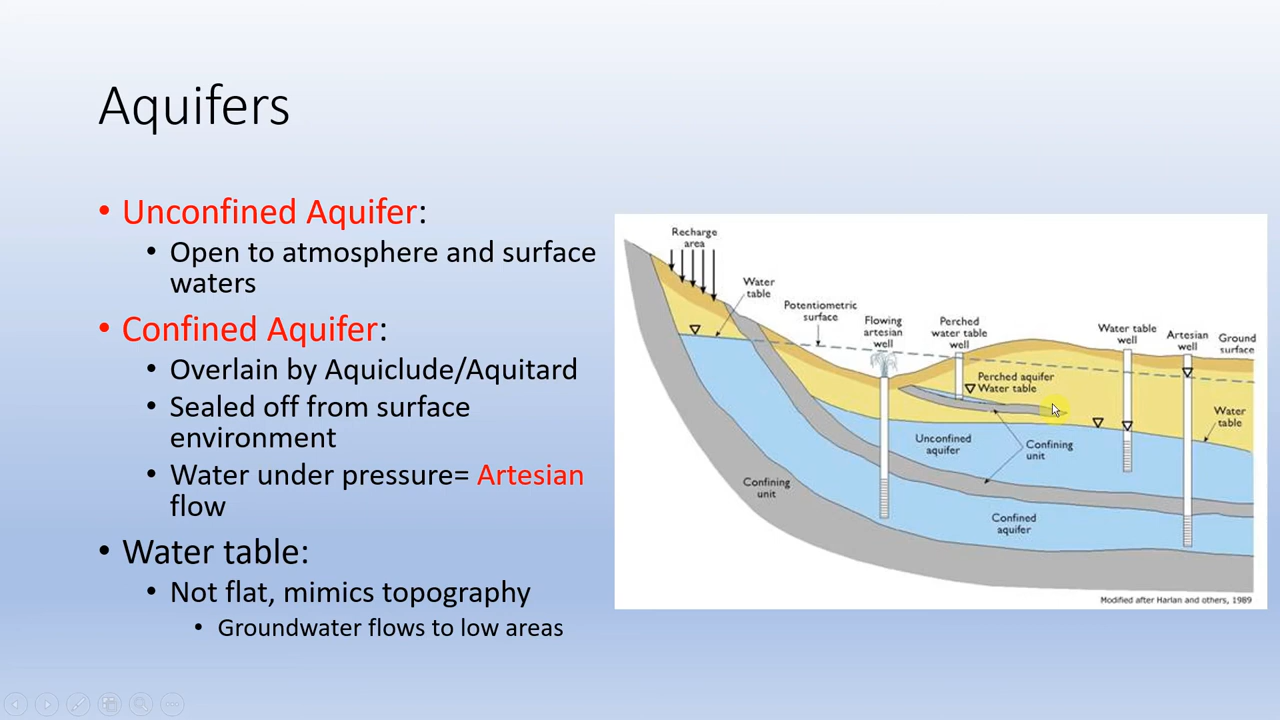 Aquifers
• Unconfined Aquifer:
• Open to atmosphere and surface
waters
• Confined Aquifer:
• Overlain by Aquiclude/Aquitard
• Sealed off from surface
environment
• Water under pressure= Artesian
flow
• Water table:
• Not flat, mimics topography
• Groundwater flows to low areas
Recharge
area
Water
table
Potentiometric
surface
Flowing
artesian
well
Perched
water table
well
Water table
well
Artesian
well
Ground
surface
Perched aquifer
Water table
Water
table
Unconfined
aquifer
Confining
unit
Confining
unit
Confined
aquifer
Modified after Harlan and others, 1989